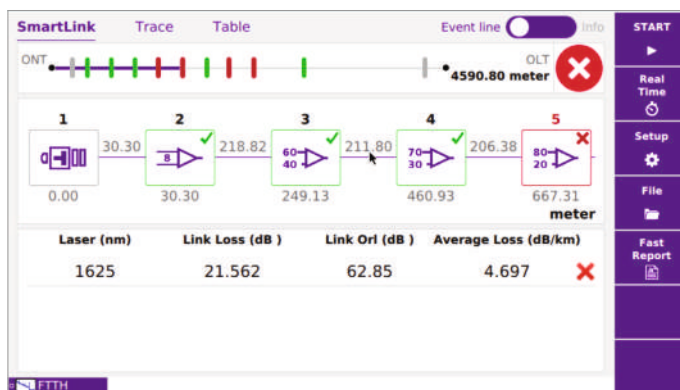 SmartLink Trace Table Event line Info
ONT OLT
4590.80 meter
1 2 3 4 5
30.30 218.82 211.80 206.38
8 60 40 70 30 80 20
0.00 30.30 249.13 460.93 667.31
meter
Laser (nm) Link Loss (dB ) Link Orl (dB ) Average Loss (dB/km)
1625 21.562 62.85 4.697
FTTH
START
Real
Time
Setup
File
Fast
Report